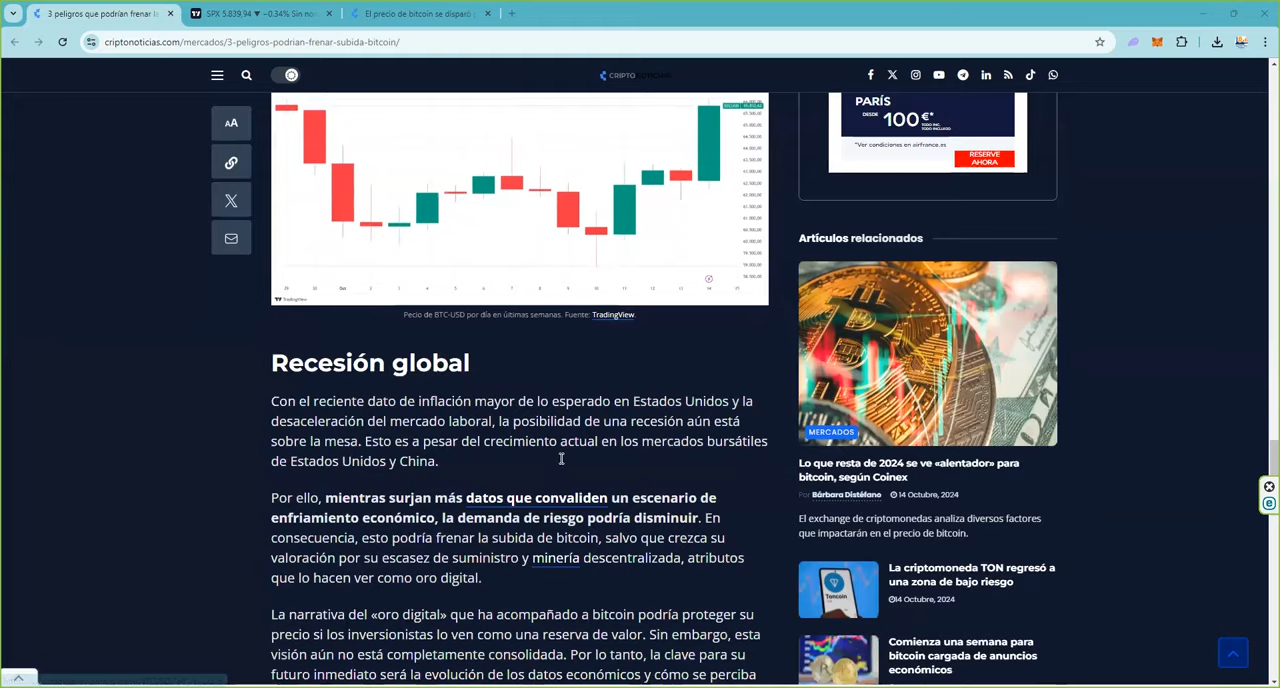 3 peligros que podrían frenar la
SPX 5.839,94 ▼ −0.34% Sin nom
El precio de bitcoin se disparó
criptonoticias.com/mercados/3-peligros-podrian-frenar-subida-bitcoin/
CRIPTONOTICIAS
AA
PARÍS
DESDE 100€*
TODO INC.
*Ver condiciones en airfrance.es
RESERVE
AHORA
TradingView
Pecio de BTC-USD por día en últimas semanas. Fuente: TradingView.
Recesión global
Con el reciente dato de inflación mayor de lo esperado en Estados Unidos y la
desaceleración del mercado laboral, la posibilidad de una recesión aún está
sobre la mesa. Esto es a pesar del crecimiento actual en los mercados bursátiles
de Estados Unidos y China.
Por ello, mientras surjan más datos que convaliden un escenario de
enfriamiento económico, la demanda de riesgo podría disminuir. En
consecuencia, esto podría frenar la subida de bitcoin, salvo que crezca su
valoración por su escasez de suministro y minería descentralizada, atributos
que lo hacen ver como oro digital.
La narrativa del «oro digital» que ha acompañado a bitcoin podría proteger su
precio si los inversionistas lo ven como una reserva de valor. Sin embargo, esta
visión aún no está completamente consolidada. Por lo tanto, la clave para su
futuro inmediato será la evolución de los datos económicos y cómo se perciba
Artículos relacionados
MERCADOS
Lo que resta de 2024 se ve «alentador» para
bitcoin, según Coinex
Por Bárbara Distéfano 14 Octubre, 2024
El exchange de criptomonedas analiza diversos factores
que impactarán en el precio de bitcoin.
Toncoin
La criptomoneda TON regresó a
una zona de bajo riesgo
14 Octubre, 2024
Comienza una semana para
bitcoin cargada de anuncios
económicos